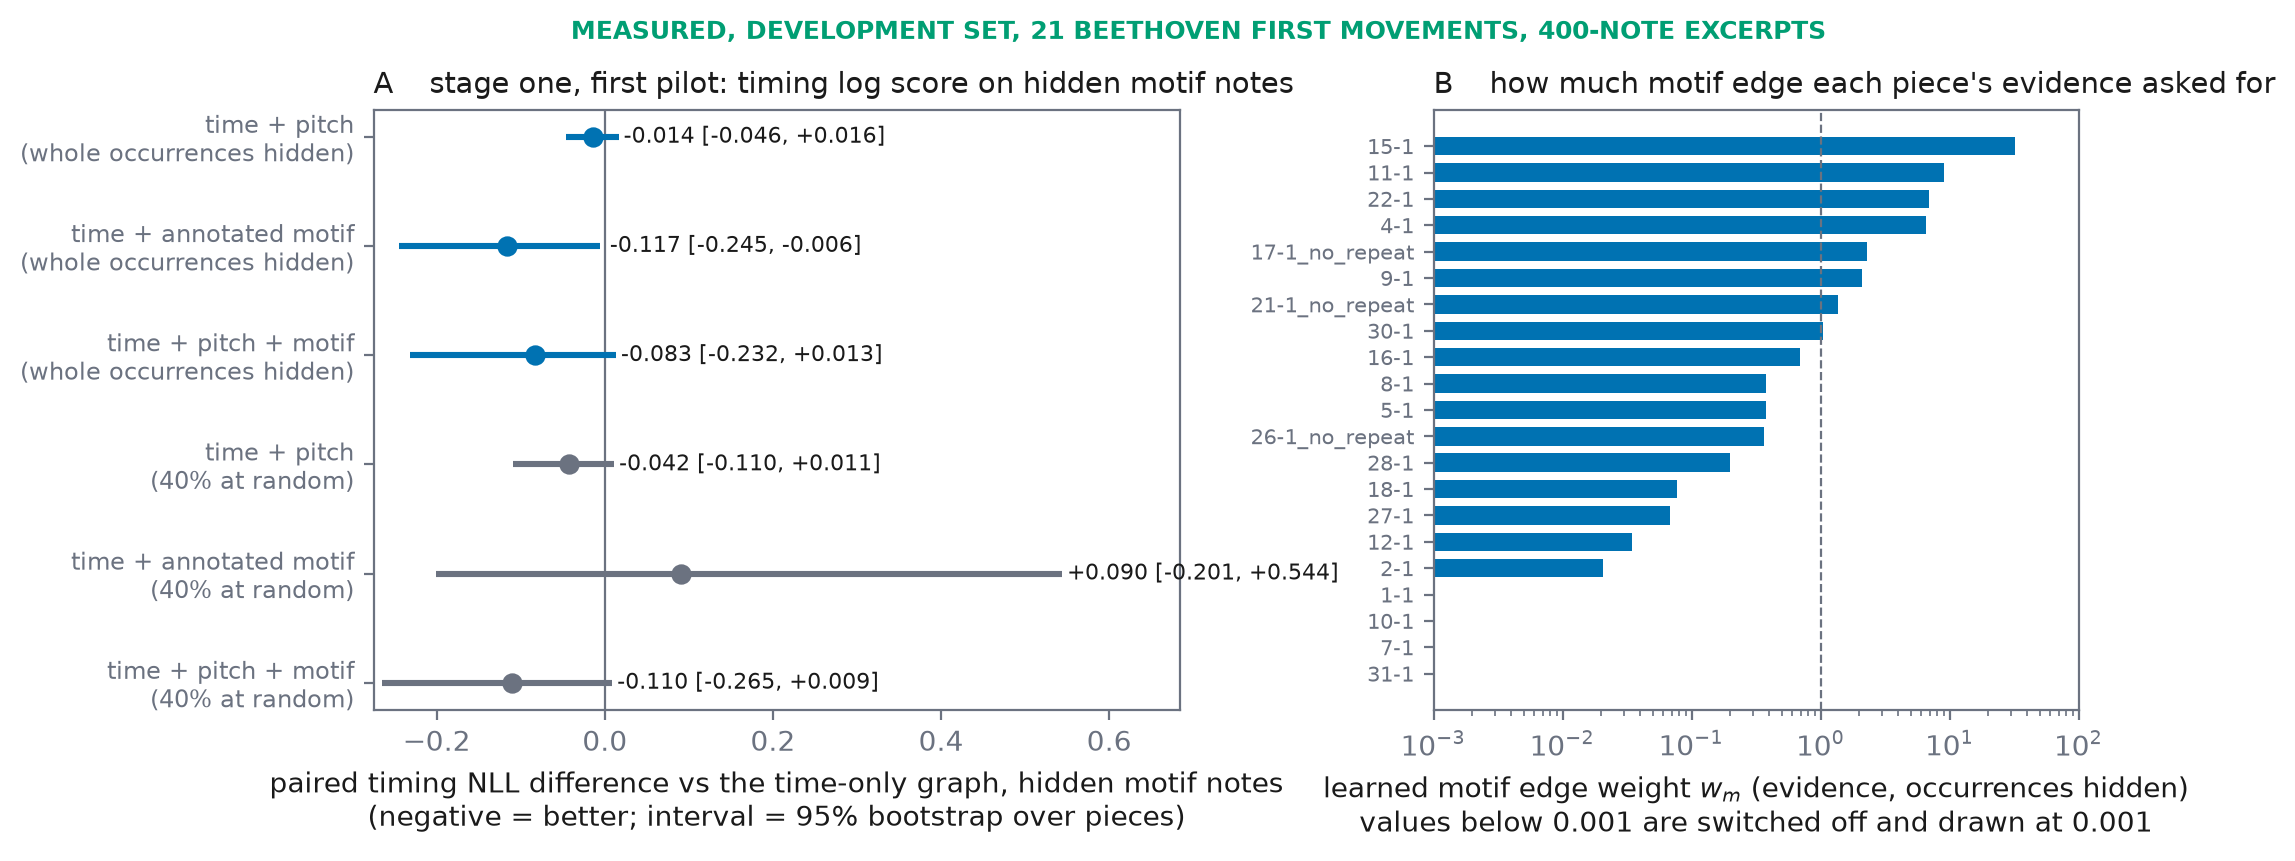 MEASURED, DEVELOPMENT SET, 21 BEETHOVEN FIRST MOVEMENTS, 400-NOTE EXCERPTS
A stage one, first pilot: timing log score on hidden motif notes
time + pitch
(whole occurrences hidden)
-0.014 [-0.046, +0.016]
time + annotated motif
(whole occurrences hidden)
-0.117 [-0.245, -0.006]
time + pitch + motif
(whole occurrences hidden)
-0.083 [-0.232, +0.013]
time + pitch
(40% at random)
-0.042 [-0.110, +0.011]
time + annotated motif
(40% at random)
+0.090 [-0.201, +0.544]
time + pitch + motif
(40% at random)
-0.110 [-0.265, +0.009]
−0.2 0.0 0.2 0.4 0.6
paired timing NLL difference vs the time-only graph, hidden motif notes
(negative = better; interval = 95% bootstrap over pieces)
B how much motif edge each piece's evidence asked for
15-1
11-1
22-1
4-1
17-1_no_repeat
9-1
21-1_no_repeat
30-1
16-1
8-1
5-1
26-1_no_repeat
28-1
18-1
27-1
12-1
2-1
1-1
10-1
7-1
31-1
10⁻³ 10⁻² 10⁻¹ 10⁰ 10¹ 10²
learned motif edge weight wₘ (evidence, occurrences hidden)
values below 0.001 are switched off and drawn at 0.001